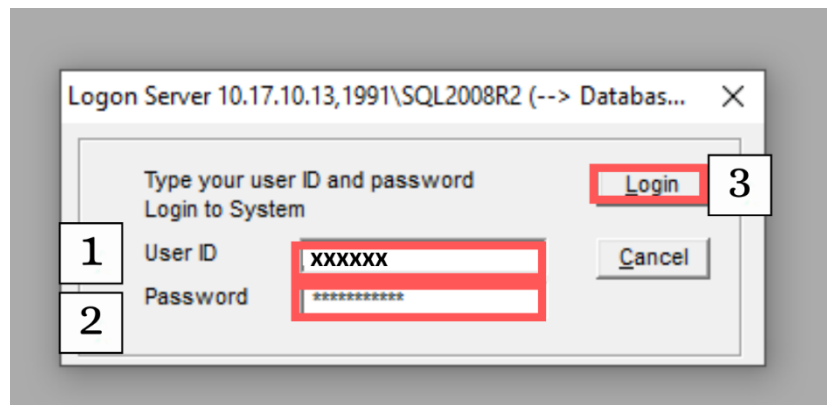 Logon Server 10.17.10.13,1991\SQL2008R2 (--> Databas...
Type your user ID and password
Login to System
Login
3
1
User ID
xxxxxx
Cancel
2
Password
***********